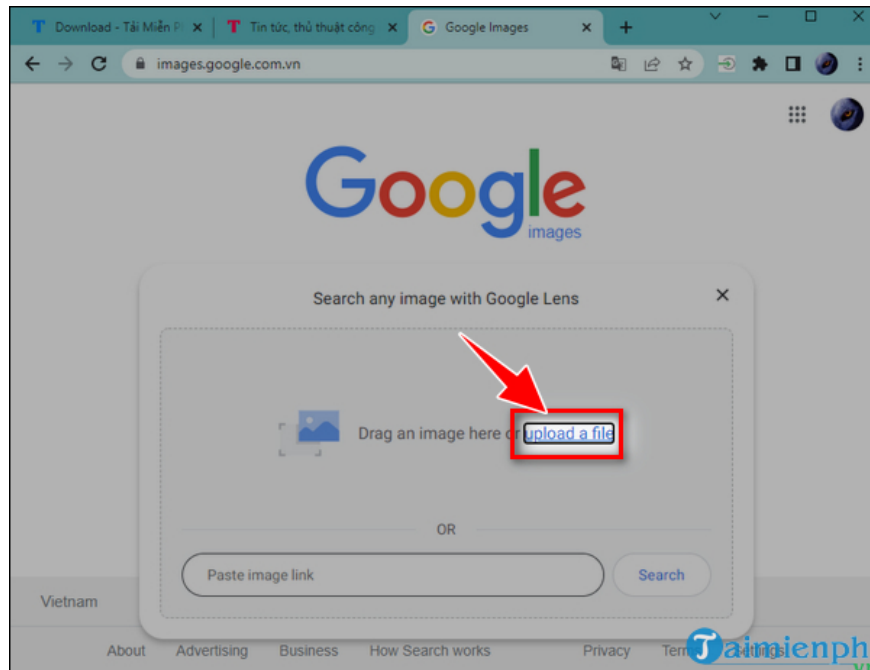 T Download - Tải Miễn P
T Tin tức, thủ thuật công
G Google Images
images.google.com.vn
Google
images
Search any image with Google Lens
Drag an image here or upload a file
OR
Paste image link
Search
Vietnam
About Advertising Business How Search works Privacy Settings
Taimienph